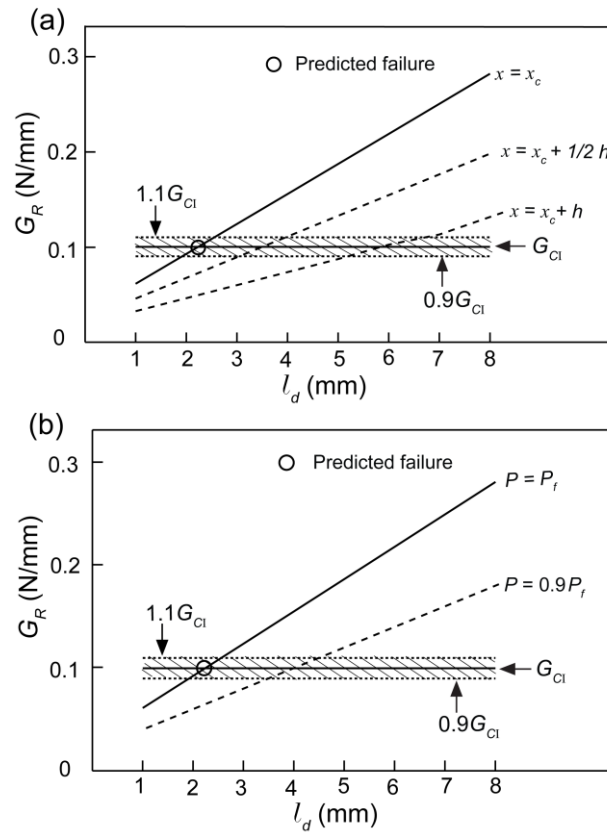 (a)
Predicted failure
x = x_c
0.3
x = x_c + 1/2 h
0.2
1.1G_CI
x = x_c + h
G_R (N/mm)
0.1
G_CI
0.9G_CI
0
1 2 3 4 5 6 7 8
l_d (mm)
(b)
Predicted failure
0.3
P = P_f
0.2
P = 0.9P_f
1.1G_CI
G_R (N/mm)
0.1
G_CI
0.9G_CI
0
1 2 3 4 5 6 7 8
l_d (mm)